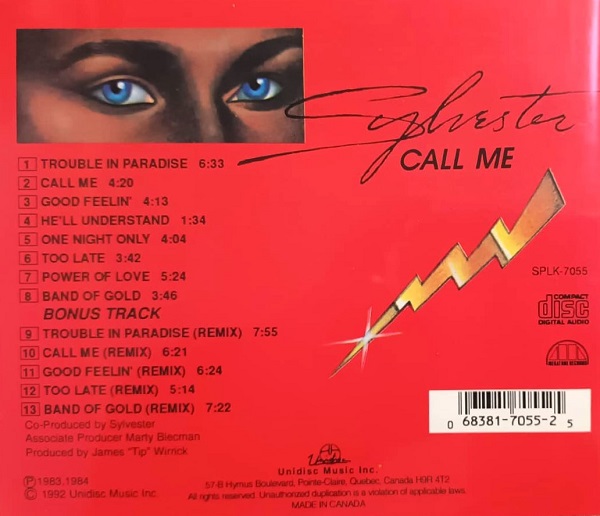 Sylvester
CALL ME
1 TROUBLE IN PARADISE 6:33
2 CALL ME 4:20
3 GOOD FEELIN' 4:13
4 HE'LL UNDERSTAND 1:34
5 ONE NIGHT ONLY 4:04
6 TOO LATE 3:42
7 POWER OF LOVE 5:24
8 BAND OF GOLD 3:46
BONUS TRACK
9 TROUBLE IN PARADISE (REMIX) 7:55
10 CALL ME (REMIX) 6:21
11 GOOD FEELIN' (REMIX) 6:24
12 TOO LATE (REMIX) 5:14
13 BAND OF GOLD (REMIX) 7:22
Co-Produced by Sylvester
Associate Producer Marty Blecman
Produced by James "Tip" Wirrick
Ⓟ 1983,1984
© 1992 Unidisc Music Inc
SPLK-7055
COMPACT
disc
DIGITAL AUDIO
MEGATONE RECORDS
0 68381-7055-2 5
Unidisc
Unidisc Music Inc.
57-B Hymus Boulevard, Pointe-Claire, Quebec, Canada H9R 4T2
All rights reserved. Unauthorized duplication is a violation of applicable laws.
MADE IN CANADA